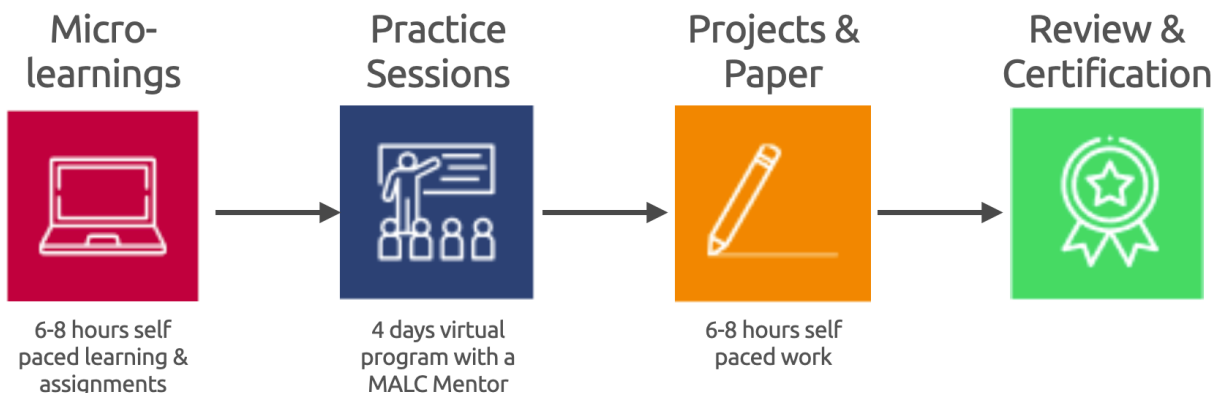 Micro-
learnings
Practice
Sessions
Projects &
Paper
Review &
Certification
6-8 hours self
paced learning &
assignments
4 days virtual
program with a
MALC Mentor
6-8 hours self
paced work